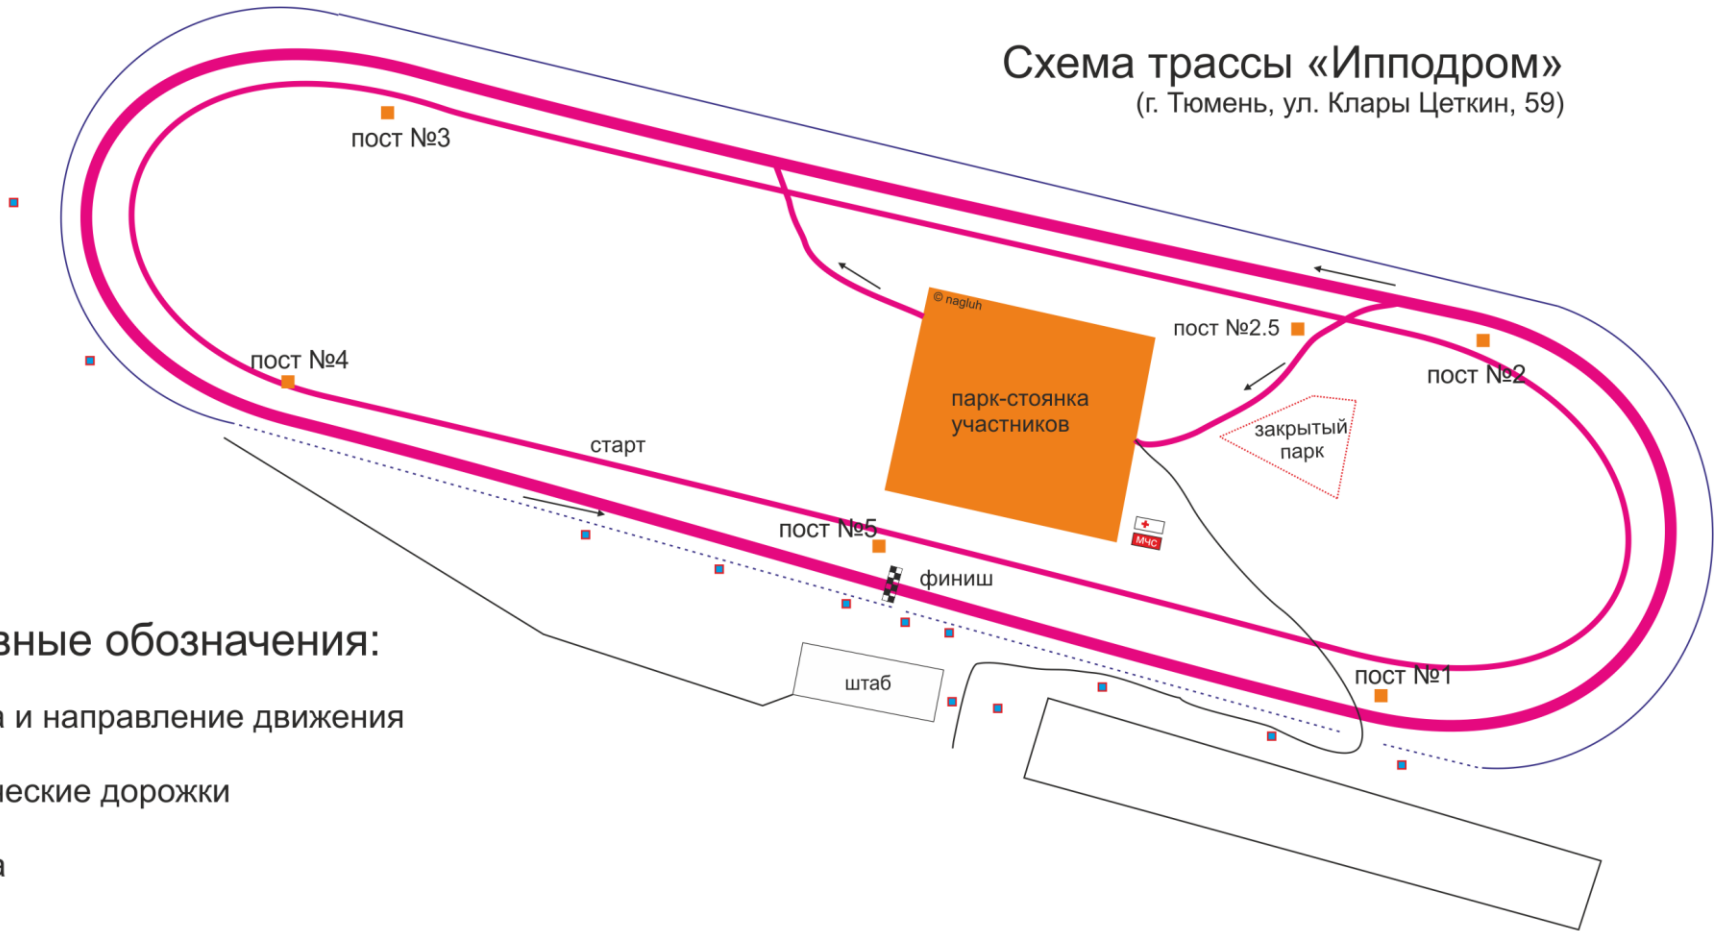 Схема трассы «Ипподром»
(г. Тюмень, ул. Клары Цеткин, 59)
пост №3
© nagluh
пост №2.5
пост №2
пост №4
парк-стоянка
участников
закрытый
парк
старт
пост №5
МЧС
финиш
вные обозначения:
штаб
пост №1
а и направление движения
ческие дорожки
а